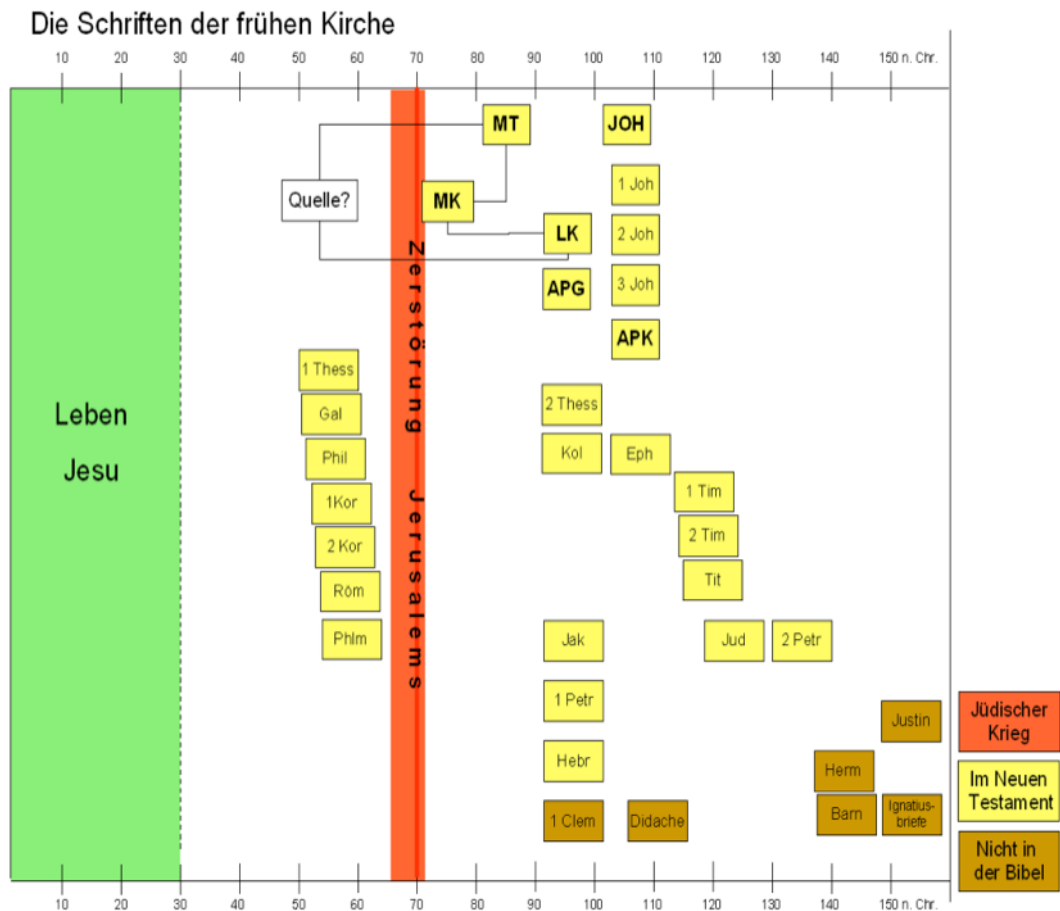 Die Schriften der frühen Kirche
10 20 30 40 50 60 70 80 90 100 110 120 130 140 150 n. Chr.
MT JOH
1 Joh
Quelle? MK
LK 2 Joh
APG 3 Joh
APK
Zerstörung Jerusalems
Leben
Jesu
1 Thess
Gal
Phil
1Kor
2 Kor
Röm
Phlm
2 Thess
Kol Eph
1 Tim
2 Tim
Tit
Jak Jud 2 Petr
1 Petr
Hebr
1 Clem Didache
Justin
Herm
Barn
Ignatius-
briefe
Jüdischer
Krieg
Im Neuen
Testament
Nicht in
der Bibel
10 20 30 40 50 60 70 80 90 100 110 120 130 140 150 n. Chr.